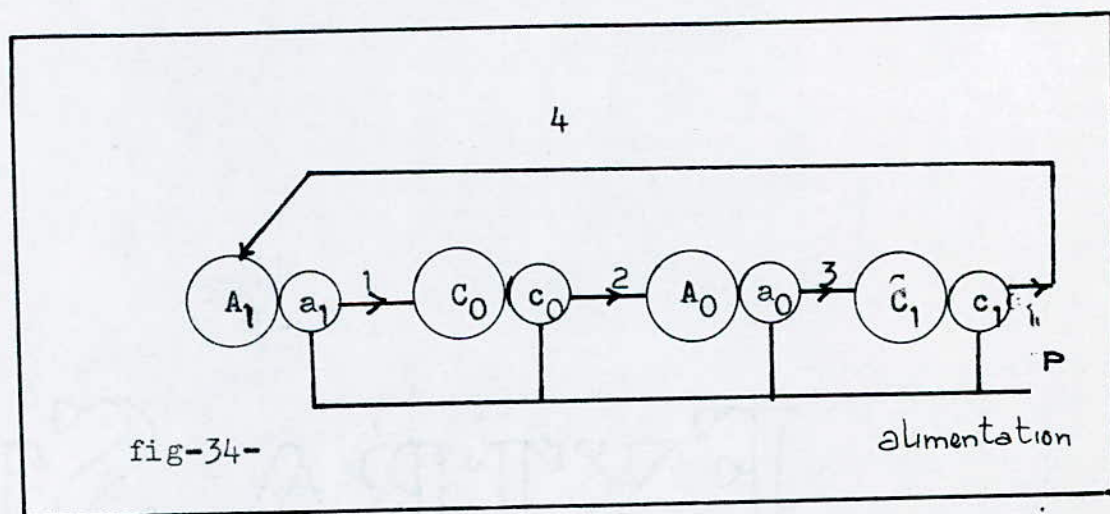 4
A₁ a₁ 1 C₀ c₀ 2 A₀ a₀ 3 C₁ c₁
P
alimentation
fig-34-